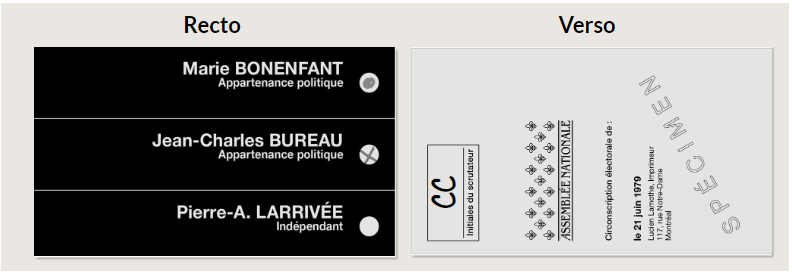 Recto
Marie BONENFANT
Appartenance politique
Jean-Charles BUREAU
Appartenance politique
Pierre-A. LARRIVÉE
Indépendant
Verso
CC
Initiales du scrutateur
ASSEMBLÉE NATIONALE
Circonscription électorale de :
le 21 juin 1979
Lucien Lamothe, Imprimeur
117, rue Notre-Dame
Montréal
SPÉCIMEN